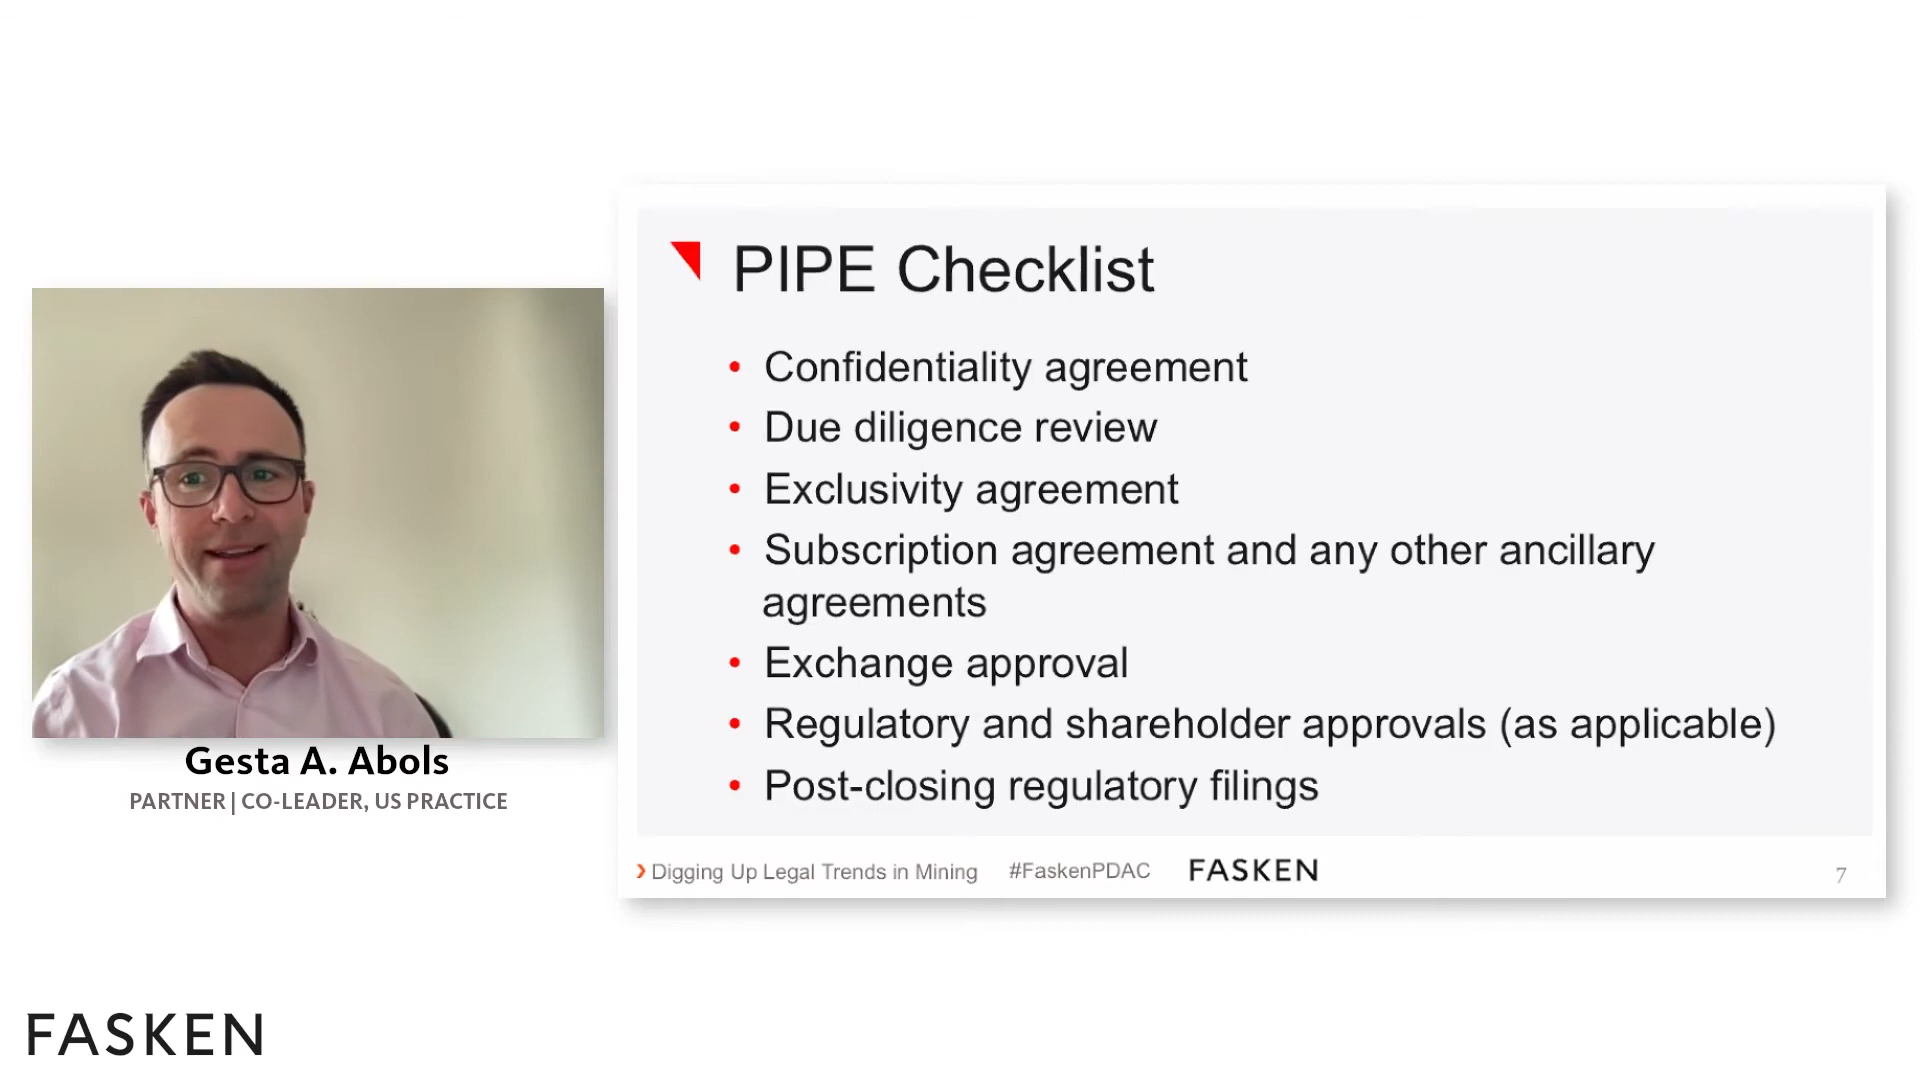 PIPE Checklist
• Confidentiality agreement
• Due diligence review
• Exclusivity agreement
• Subscription agreement and any other ancillary
agreements
• Exchange approval
• Regulatory and shareholder approvals (as applicable)
• Post-closing regulatory filings
Digging Up Legal Trends in Mining #FaskenPDAC FASKEN 7
Gesta A. Abols
PARTNER | CO-LEADER, US PRACTICE
FASKEN